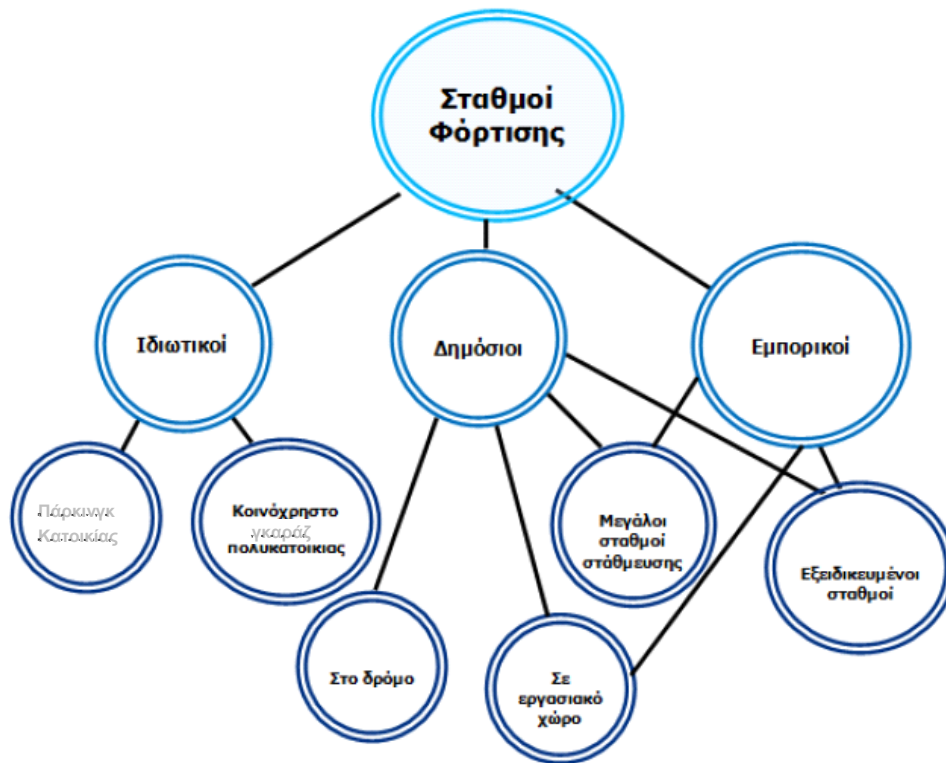 Σταθμοί
Φόρτισης
Ιδιωτικοί
Δημόσιοι
Εμπορικοί
Πάρκινγκ
Κατοικίας
Κοινόχρηστο
γκαράζ
πολυκατοικιας
Μεγάλοι
σταθμοί
στάθμευσης
Εξειδικευμένοι
σταθμοί
Στο δρόμο
Σε
εργασιακό
χώρο